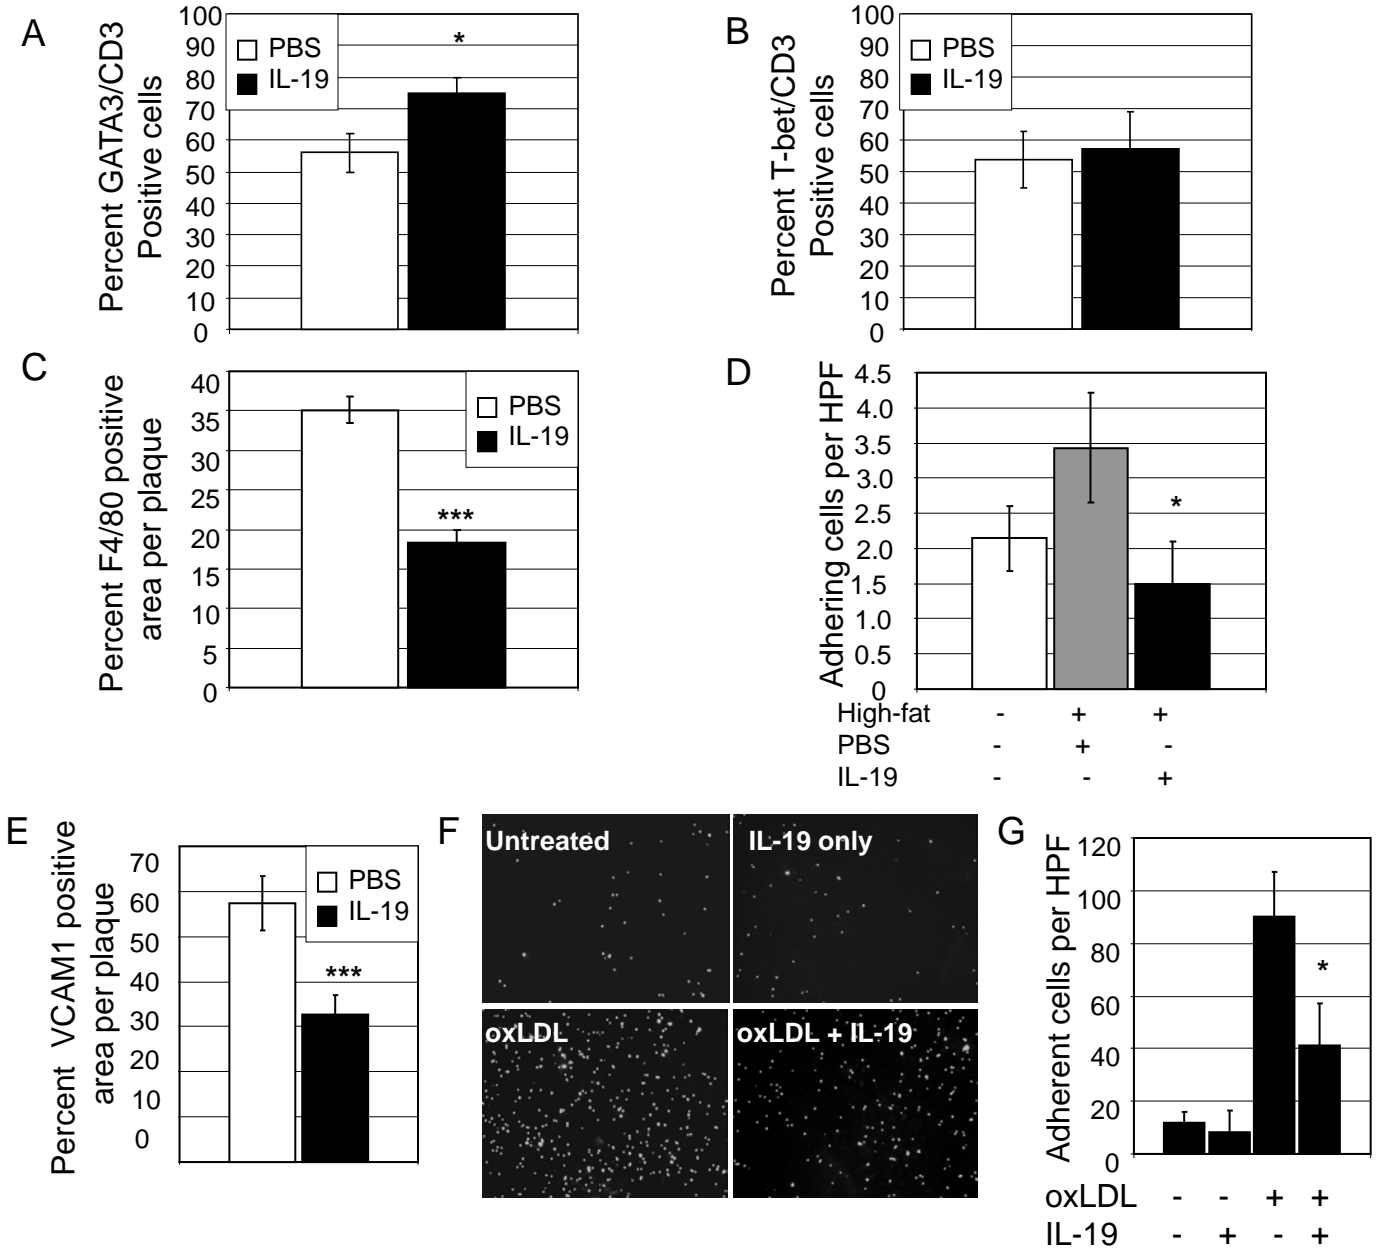 A
Percent GATA3/CD3
Positive cells
100
90
80
70
60
50
40
30
20
10
0
PBS
IL-19
*
B
Percent T-bet/CD3
Positive cells
100
90
80
70
60
50
40
30
20
10
0
PBS
IL-19
C
Percent F4/80 positive
area per plaque
40
35
30
25
20
15
10
5
0
PBS
IL-19
***
D
Adhering cells per HPF
4.5
4.0
3.5
3.0
2.5
2.0
1.5
1.0
0.5
0
*
High-fat - + +
PBS - + -
IL-19 - - +
E
Percent VCAM1 positive
area per plaque
70
60
50
40
30
20
10
0
PBS
IL-19
***
F
Untreated
IL-19 only
oxLDL
oxLDL + IL-19
G
Adherent cells per HPF
120
100
80
60
40
20
0
*
oxLDL - - + +
IL-19 - + - +